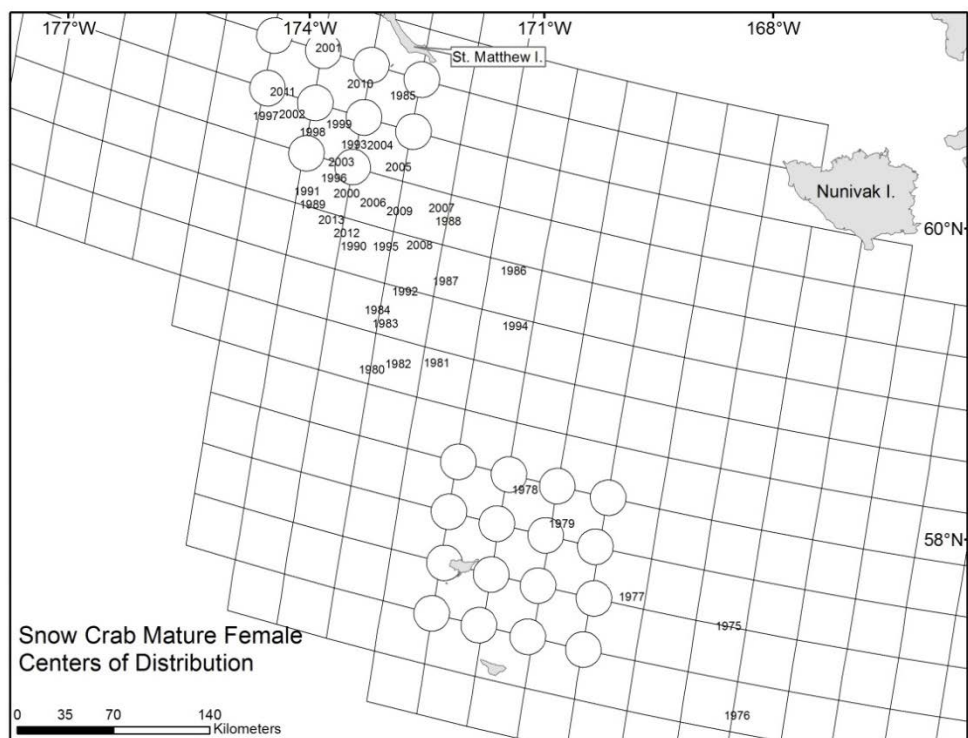 177°W 174°W 171°W 168°W
2001
St. Matthew I.
2010
2011 1985
1997 2002
1999
1998
1993 2004
2003 2005
1996
Nunivak I.
1991 2000
1989 2006 2009 2007
2013 1988
60°N
2012
1990 1995 2008
1986
1987
1992
1984
1983 1994
1982 1981
1980
1978
1979
58°N
1977
1975
Snow Crab Mature Female
Centers of Distribution
0 35 70 140
Kilometers
1976